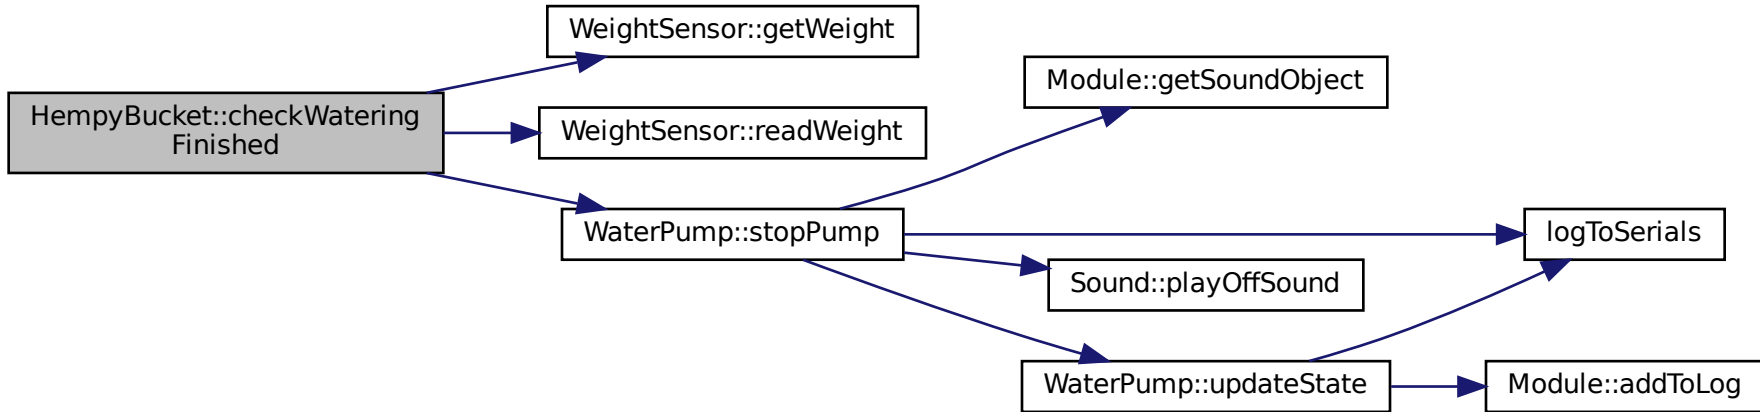 WeightSensor::getWeight
Module::getSoundObject
HempyBucket::checkWatering
Finished
WeightSensor::readWeight
WaterPump::stopPump
logToSerials
Sound::playOffSound
WaterPump::updateState
Module::addToLog